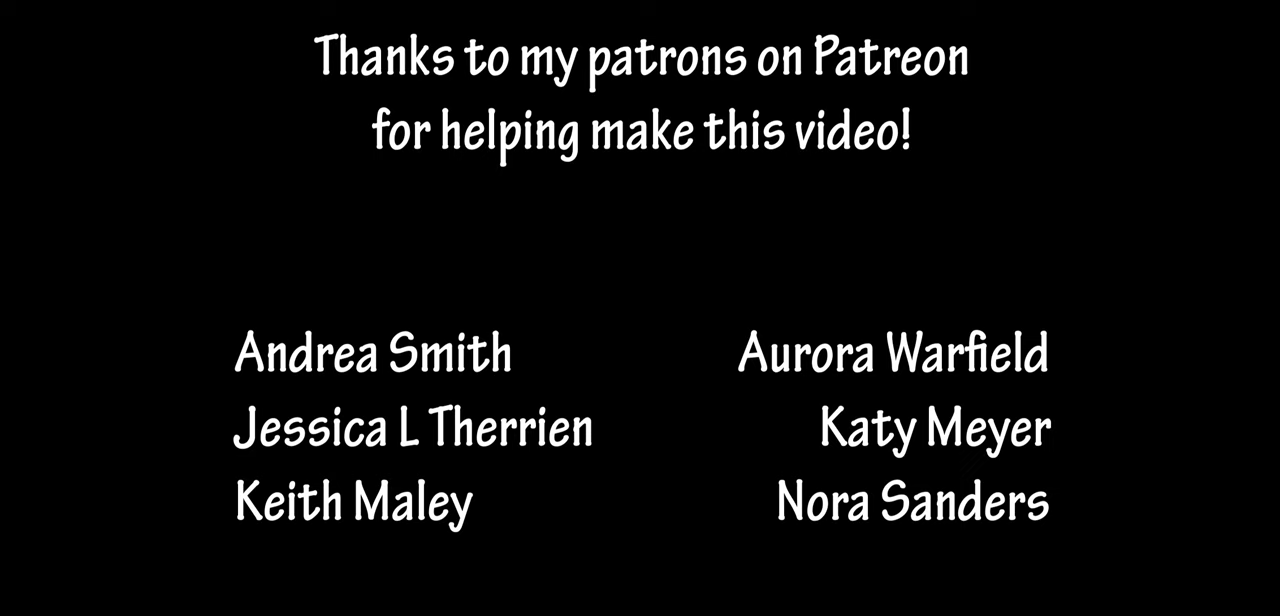 Thanks to my patrons on Patreon
for helping make this video!
Andrea Smith
Aurora Warfield
Jessica L Therrien
Katy Meyer
Keith Maley
Nora Sanders